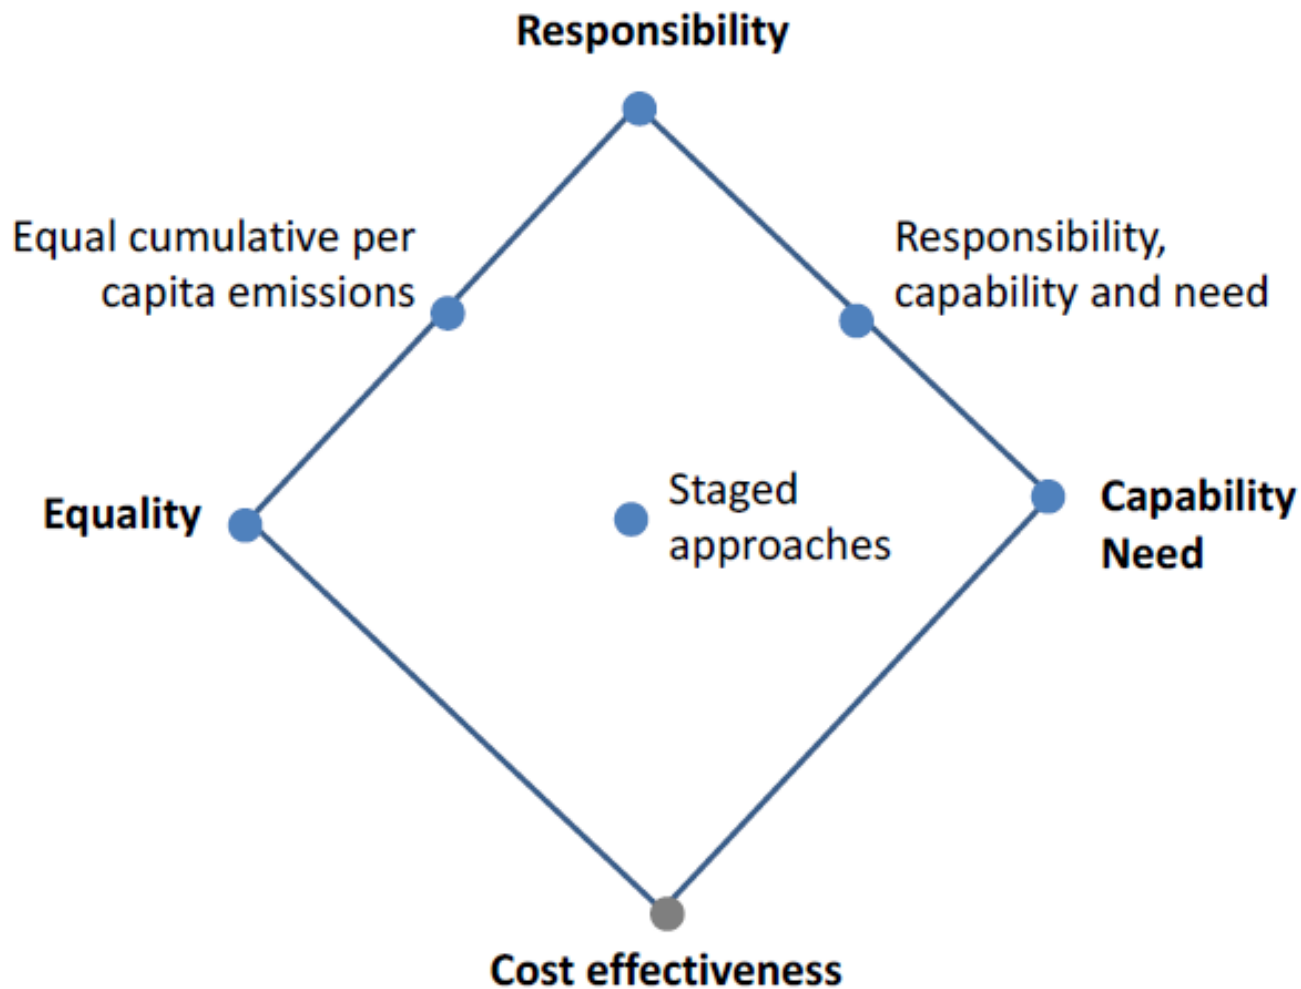 Responsibility
Equal cumulative per
capita emissions
Responsibility,
capability and need
Equality
Staged
approaches
Capability
Need
Cost effectiveness